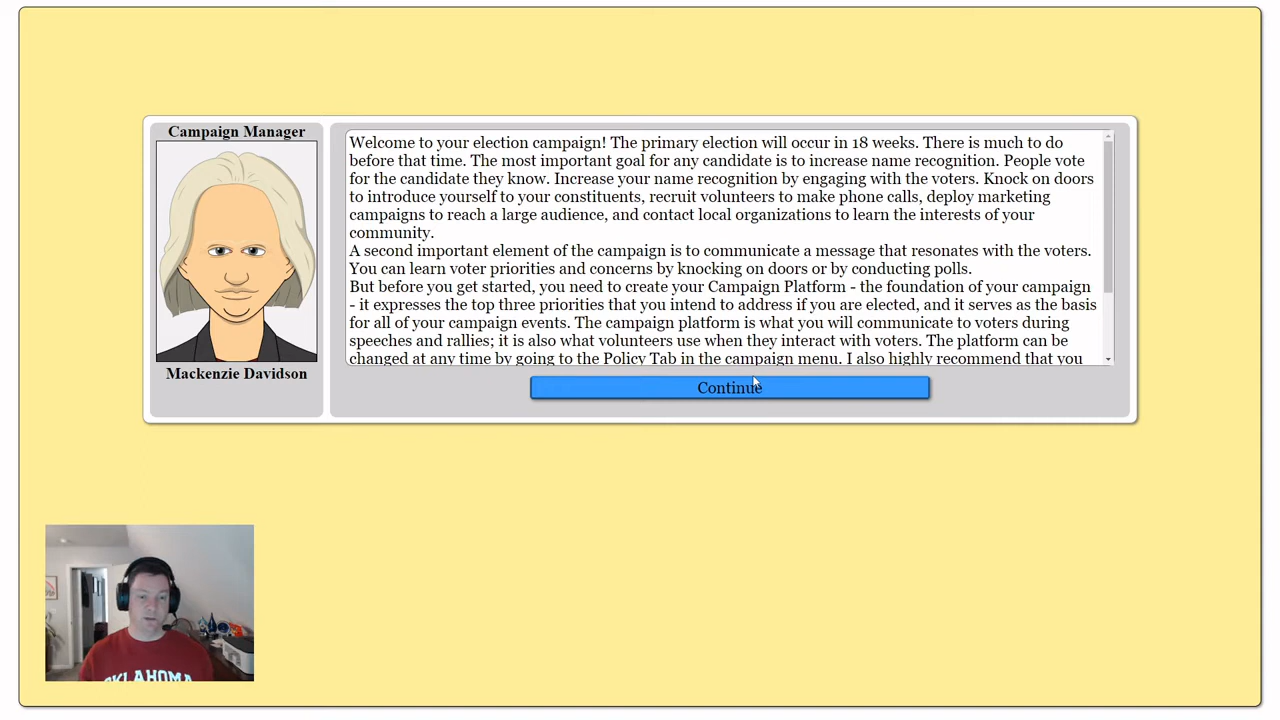 Campaign Manager
Mackenzie Davidson
Welcome to your election campaign! The primary election will occur in 18 weeks. There is much to do
before that time. The most important goal for any candidate is to increase name recognition. People vote
for the candidate they know. Increase your name recognition by engaging with the voters. Knock on doors
to introduce yourself to your constituents, recruit volunteers to make phone calls, deploy marketing
campaigns to reach a large audience, and contact local organizations to learn the interests of your
community.
A second important element of the campaign is to communicate a message that resonates with the voters.
You can learn voter priorities and concerns by knocking on doors or by conducting polls.
But before you get started, you need to create your Campaign Platform - the foundation of your campaign
- it expresses the top three priorities that you intend to address if you are elected, and it serves as the basis
for all of your campaign events. The campaign platform is what you will communicate to voters during
speeches and rallies; it is also what volunteers use when they interact with voters. The platform can be
changed at any time by going to the Policy Tab in the campaign menu. I also highly recommend that you
Continue
OKLAHOMA